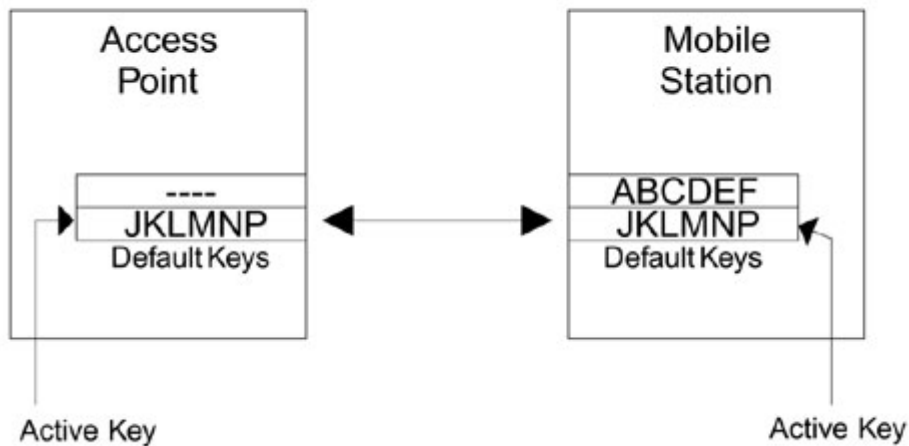 Access
Point
----
JKLMNP
Default Keys
Active Key
Mobile
Station
ABCDEF
JKLMNP
Default Keys
Active Key